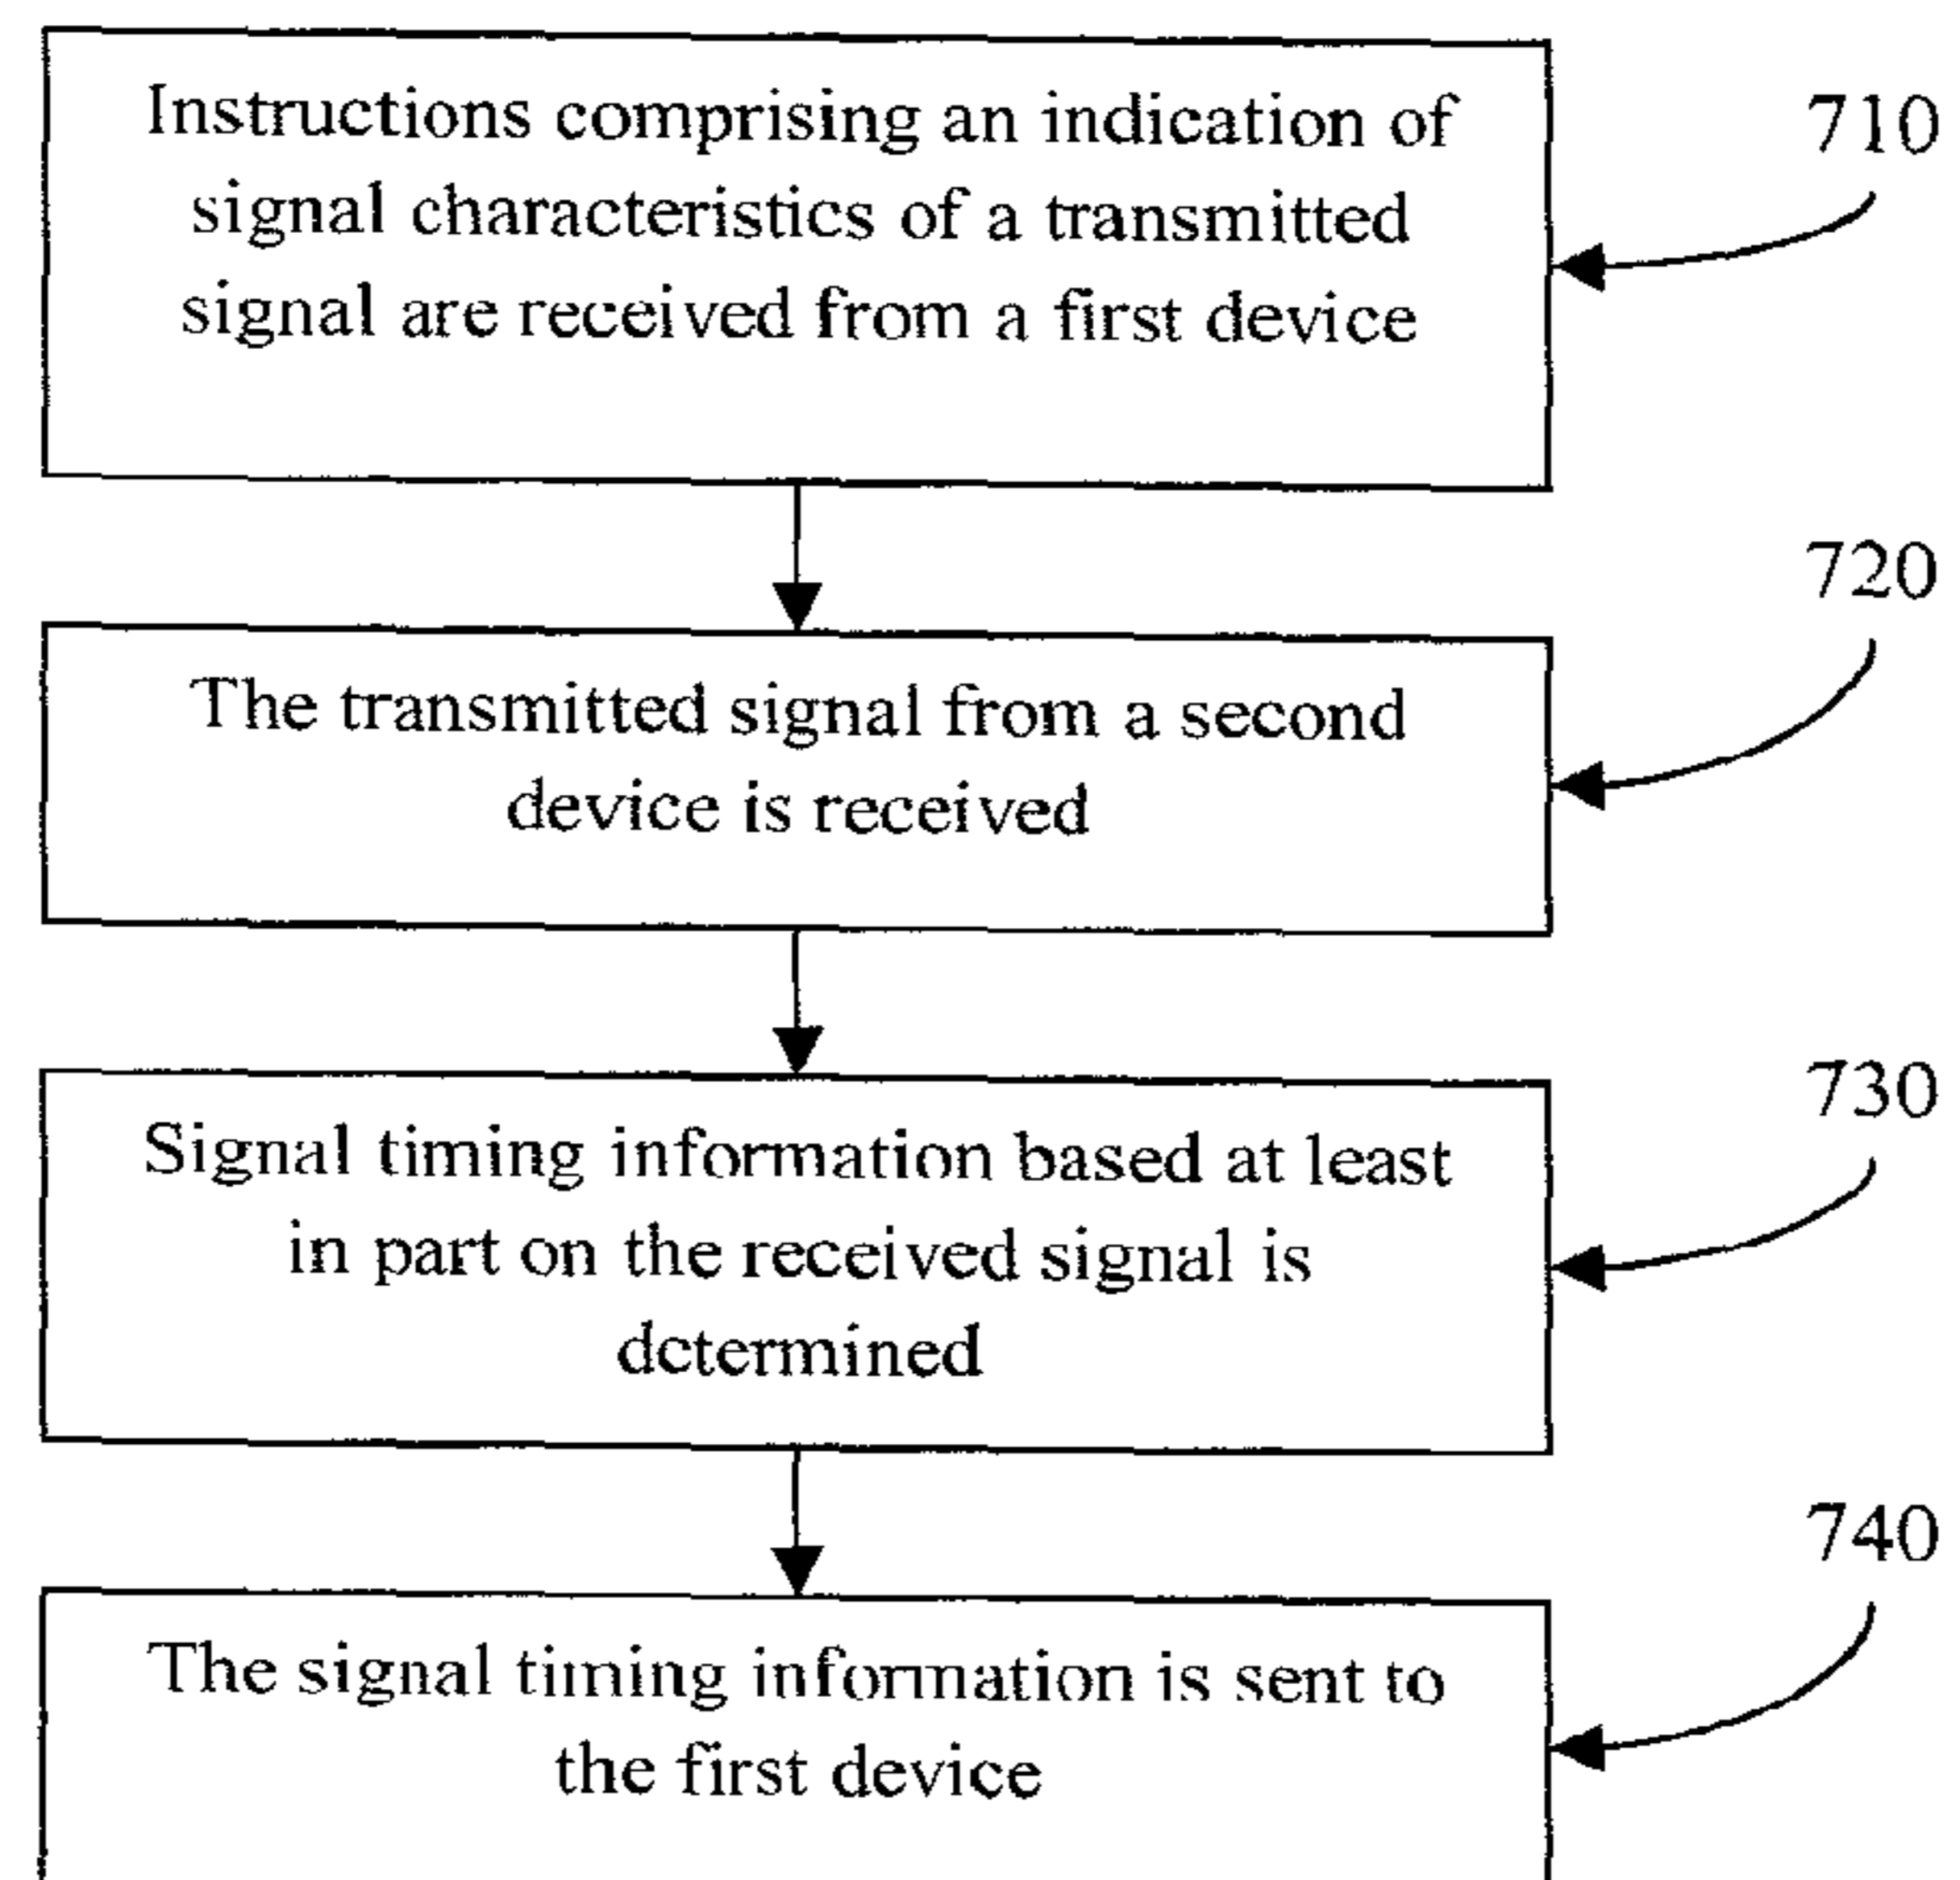 Instructions comprising an indication of
710
signal characteristics of a transmitted
signal are received from a first device
720
The transmitted signal from a second
device is received
730
Signal timing information based at least
in part on the received signal is
determined
740
The signal timing information is sent to
the first device